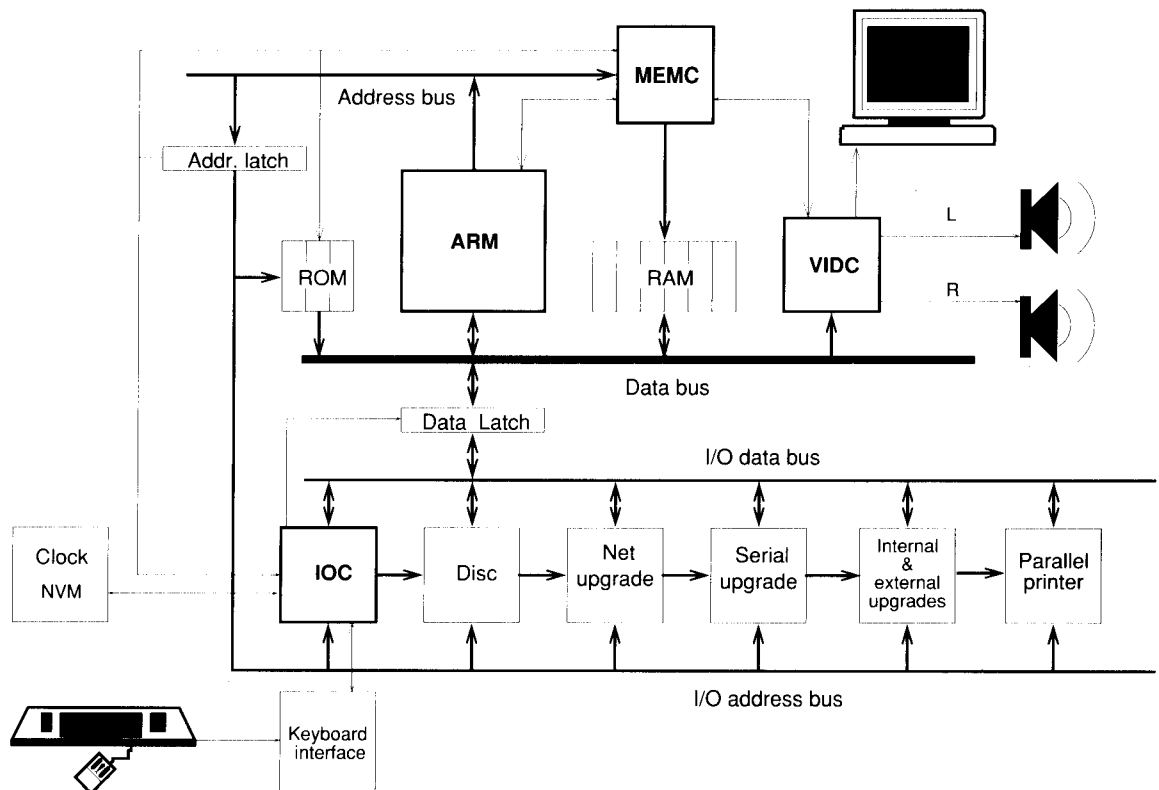 MEMC
Address bus
Addr. latch
ARM
ROM
RAM
VIDC
L
R
Data bus
Data Latch
I/O data bus
Clock
NVM
IOC
Disc
Net
upgrade
Serial
upgrade
Internal
&
external
upgrades
Parallel
printer
I/O address bus
Keyboard
interface